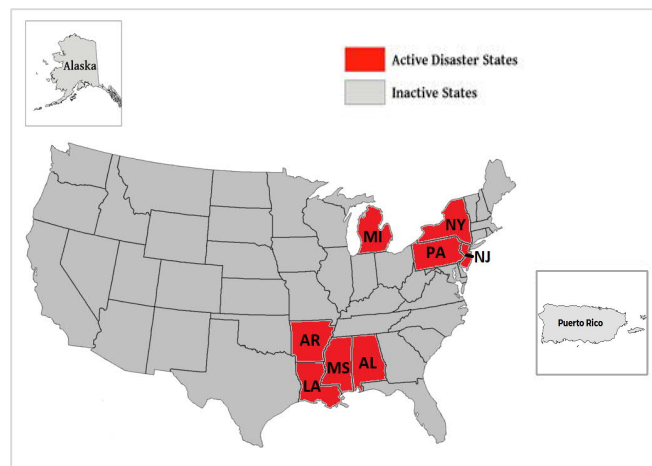 Alaska
Active Disaster States
Inactive States
NY
MI
PA
NJ
Puerto Rico
AR
MS
AL
LA